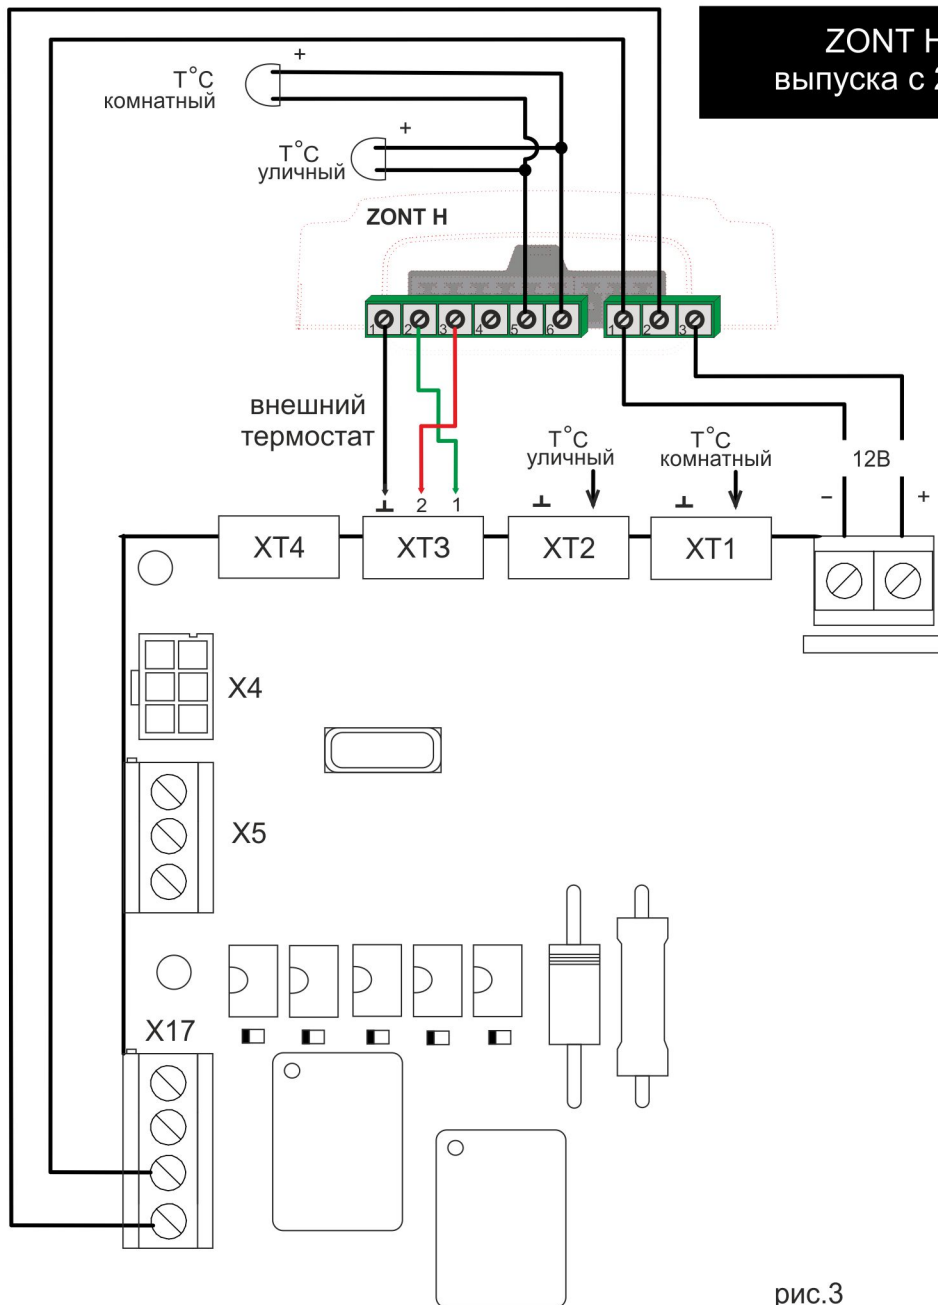 ZONT H
выпуска с 2
+
T°C
комнатный
+
T°C
уличный
ZONT H
1 2 3 4 5 6
1 2 3
внешний
термостат
T°C
уличный
T°C
комнатный
12В
− +
2 1
XT4
XT3
XT2
XT1
X4
X5
X17
рис.3